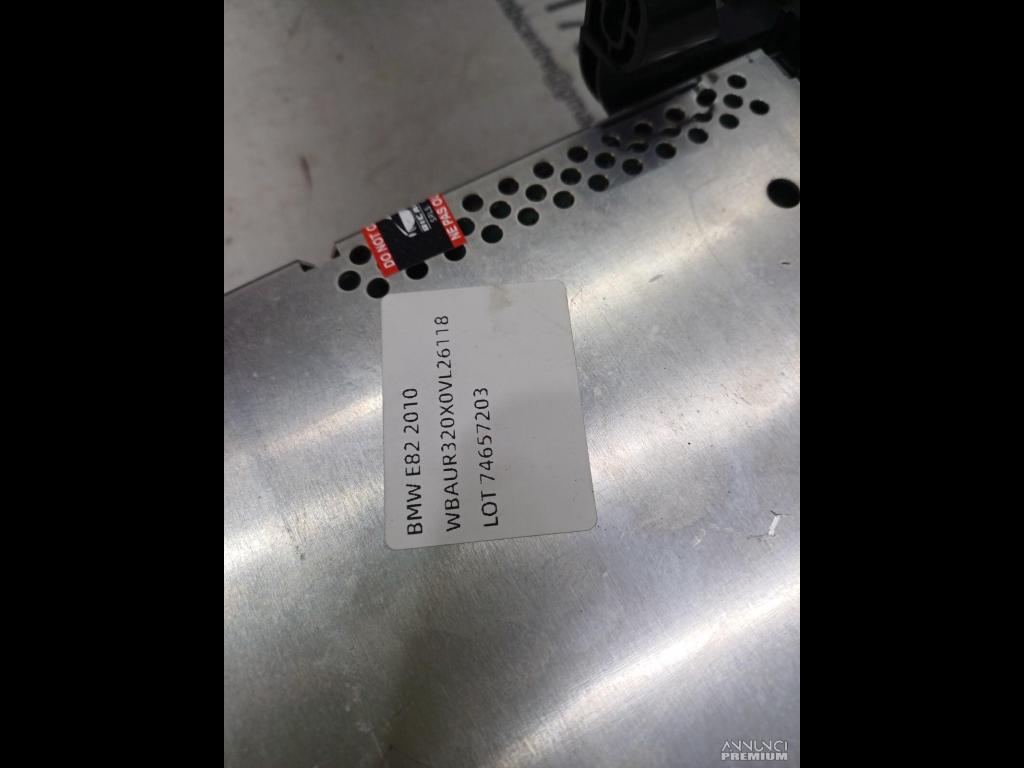 DO NOT
NE PAS
BMW E82 2010
WBAUR320X0VL26118
LOT 74657203
ANNUNCI
PREMIUM